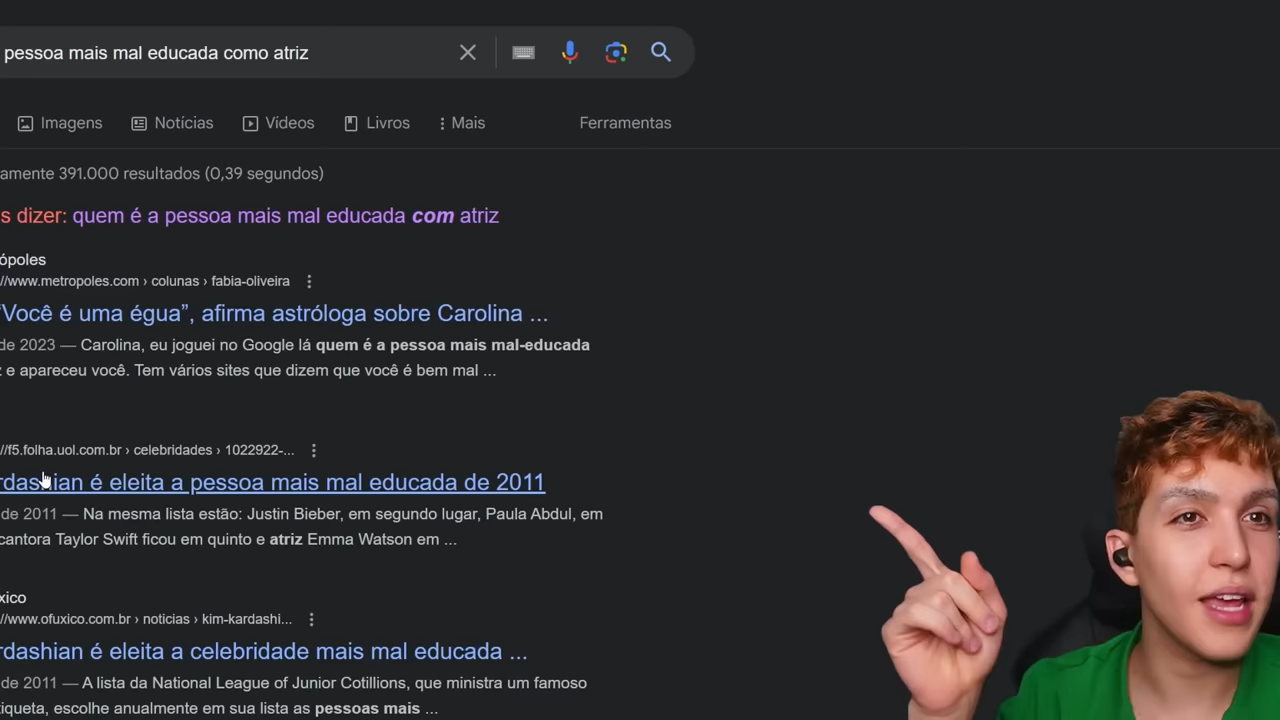 pessoa mais mal educada como atriz
Imagens Notícias Vídeos Livros Mais Ferramentas
amente 391.000 resultados (0,39 segundos)
s dizer: quem é a pessoa mais mal educada com atriz
ópoles
//www.metropoles.com › colunas › fabia-oliveira
“Você é uma égua”, afirma astróloga sobre Carolina ...
de 2023 — Carolina, eu joguei no Google lá quem é a pessoa mais mal-educada
z e apareceu você. Tem vários sites que dizem que você é bem mal ...
//f5.folha.uol.com.br › celebridades › 1022922-...
rdashian é eleita a pessoa mais mal educada de 2011
de 2011 — Na mesma lista estão: Justin Bieber, em segundo lugar, Paula Abdul, em
cantora Taylor Swift ficou em quinto e atriz Emma Watson em ...
xico
//www.ofuxico.com.br › noticias › kim-kardashi...
rdashian é eleita a celebridade mais mal educada ...
de 2011 — A lista da National League of Junior Cotillions, que ministra um famoso
iqueta, escolhe anualmente em sua lista as pessoas mais ...